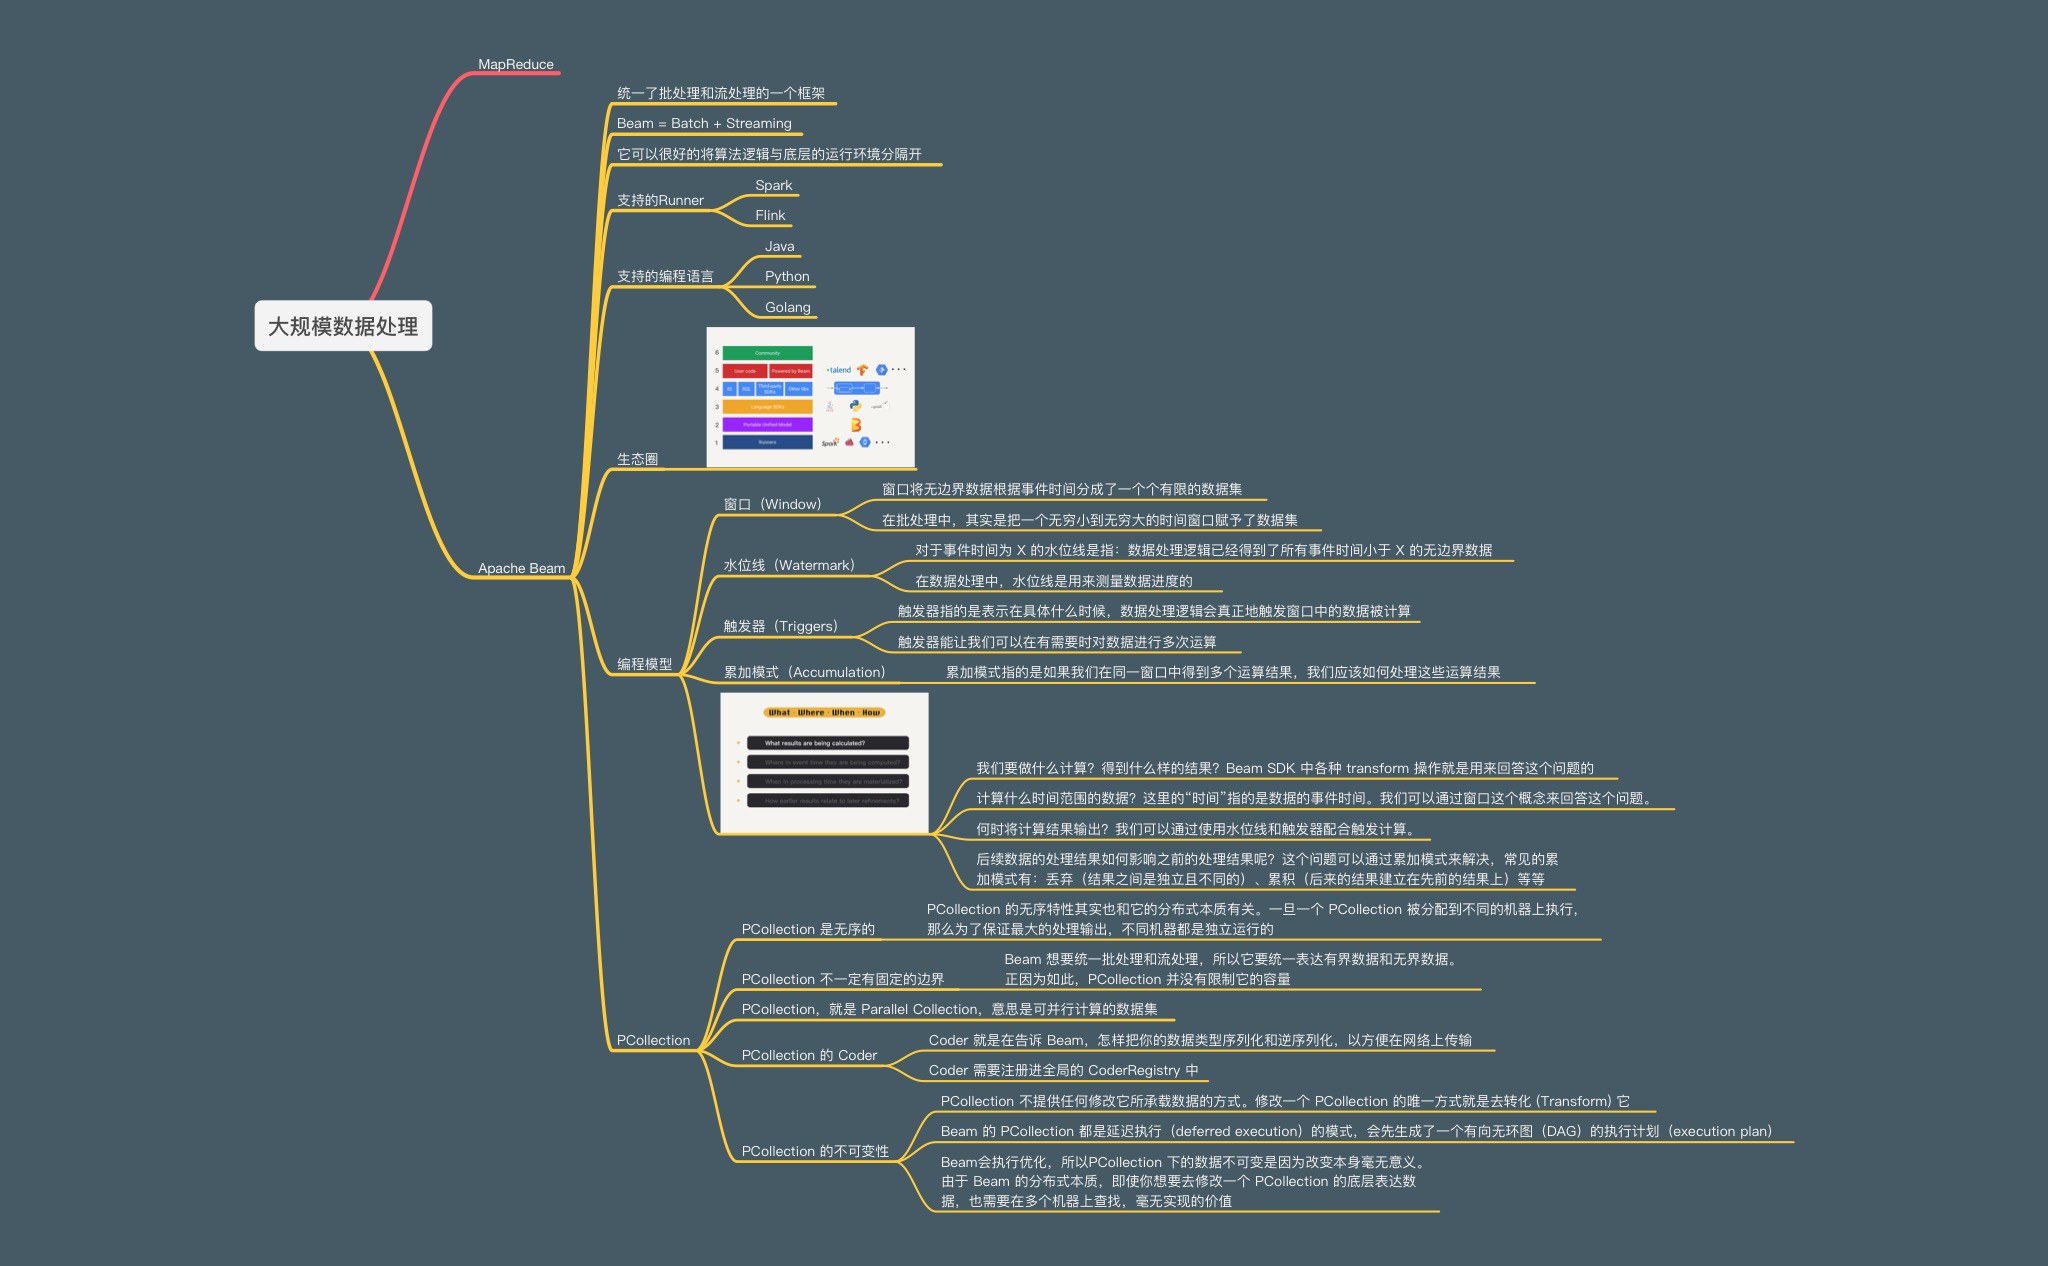 MapReduce
统一了批处理和流处理的一个框架
Beam = Batch + Streaming
它可以很好的将算法逻辑与底层的运行环境分隔开
支持的Runner
Spark
Flink
支持的编程语言
Java
Python
Golang
大规模数据处理
6 Community
5 User code Powered by Beam talend
4 IO DSL Third party SDKs Other libs
3 Language SDKs
2 Portable Unified Model
1 Runners Spark
生态圈
Apache Beam
编程模型
窗口（Window）
窗口将无边界数据根据事件时间分成了一个个有限的数据集
在批处理中，其实是把一个无穷小到无穷大的时间窗口赋予了数据集
水位线（Watermark）
对于事件时间为 X 的水位线是指：数据处理逻辑已经得到了所有事件时间小于 X 的无边界数据
在数据处理中，水位线是用来测量数据进度的
触发器（Triggers）
触发器指的是表示在具体什么时候，数据处理逻辑会真正地触发窗口中的数据被计算
触发器能让我们可以在有需要时对数据进行多次运算
累加模式（Accumulation）
累加模式指的是如果我们在同一窗口中得到多个运算结果，我们应该如何处理这些运算结果
What · Where · When · How
What results are being calculated?
Where in event time they are being computed?
When in processing time they are materialized?
How earlier results relate to later refinements?
我们要做什么计算？得到什么样的结果？Beam SDK 中各种 transform 操作就是用来回答这个问题的
计算什么时间范围的数据？这里的“时间”指的是数据的事件时间。我们可以通过窗口这个概念来回答这个问题。
何时将计算结果输出？我们可以通过使用水位线和触发器配合触发计算。
后续数据的处理结果如何影响之前的处理结果呢？这个问题可以通过累加模式来解决，常见的累
加模式有：丢弃（结果之间是独立且不同的）、累积（后来的结果建立在先前的结果上）等等
PCollection
PCollection 是无序的
PCollection 的无序特性其实也和它的分布式本质有关。一旦一个 PCollection 被分配到不同的机器上执行，
那么为了保证最大的处理输出，不同机器都是独立运行的
PCollection 不一定有固定的边界
Beam 想要统一批处理和流处理，所以它要统一表达有界数据和无界数据。
正因为如此，PCollection 并没有限制它的容量
PCollection，就是 Parallel Collection，意思是可并行计算的数据集
PCollection 的 Coder
Coder 就是在告诉 Beam，怎样把你的数据类型序列化和逆序列化，以方便在网络上传输
Coder 需要注册进全局的 CoderRegistry 中
PCollection 的不可变性
PCollection 不提供任何修改它所承载数据的方式。修改一个 PCollection 的唯一方式就是去转化 (Transform) 它
Beam 的 PCollection 都是延迟执行（deferred execution）的模式，会先生成了一个有向无环图（DAG）的执行计划（execution plan）
Beam会执行优化，所以PCollection 下的数据不可变是因为改变本身毫无意义。
由于 Beam 的分布式本质，即使你想要去修改一个 PCollection 的底层表达数
据，也需要在多个机器上查找，毫无实现的价值